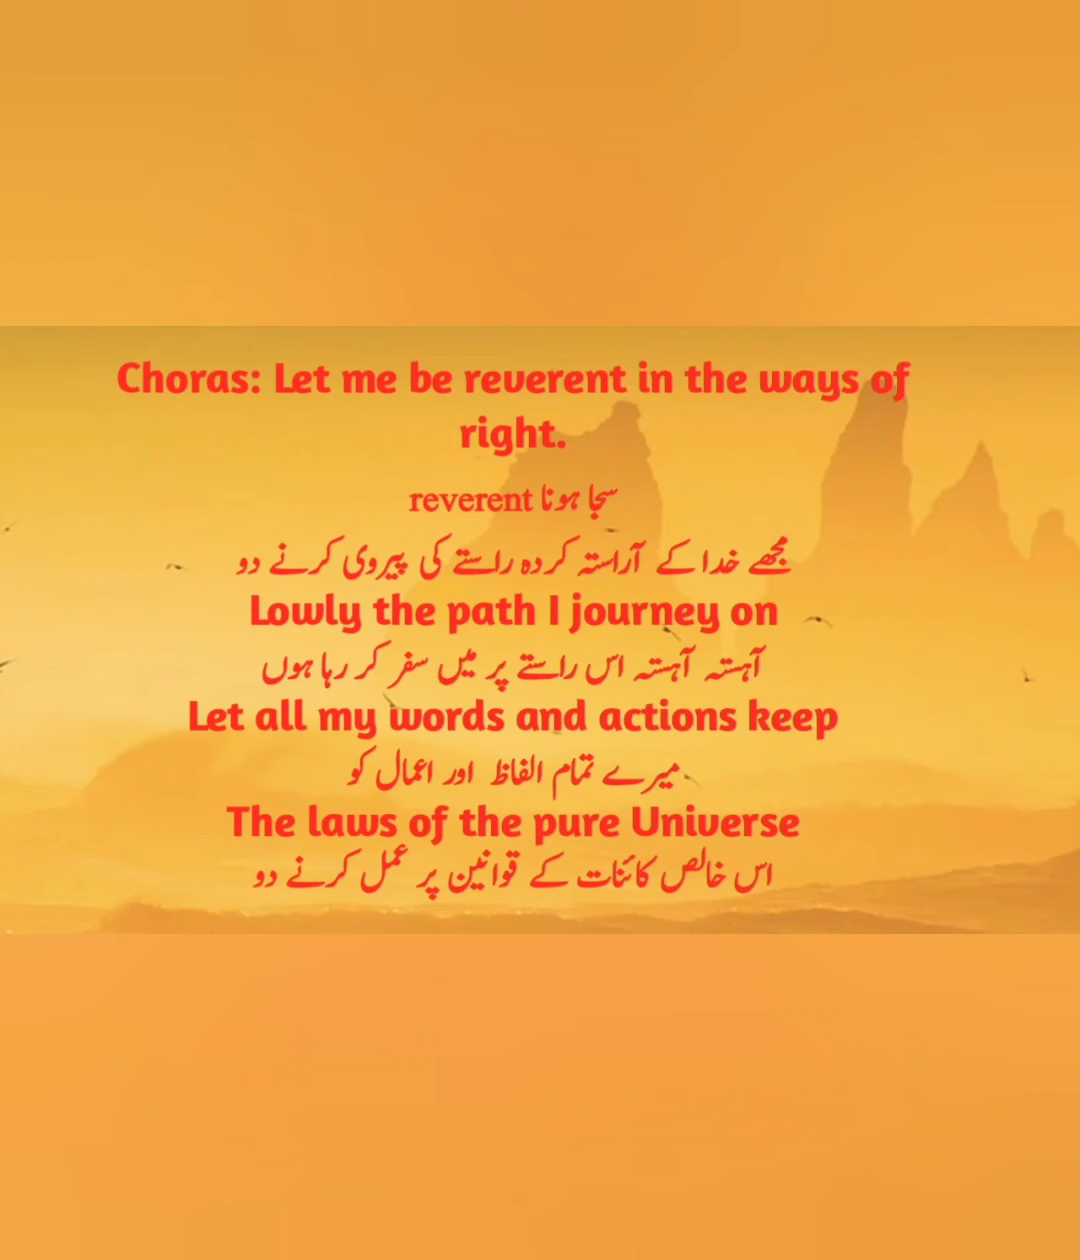 Choras: Let me be reverent in the ways of
right.
reverent سجا ہونا
مجھے خدا کے آراستہ کردہ راستے کی پیروی کرنے دو
Lowly the path I journey on
آہستہ آہستہ اس راستے پر میں سفر کر رہا ہوں
Let all my words and actions keep
میرے تمام الفاظ اور اعمال کو
The laws of the pure Universe
اس خالص کائنات کے قوانین پر عمل کرنے دو